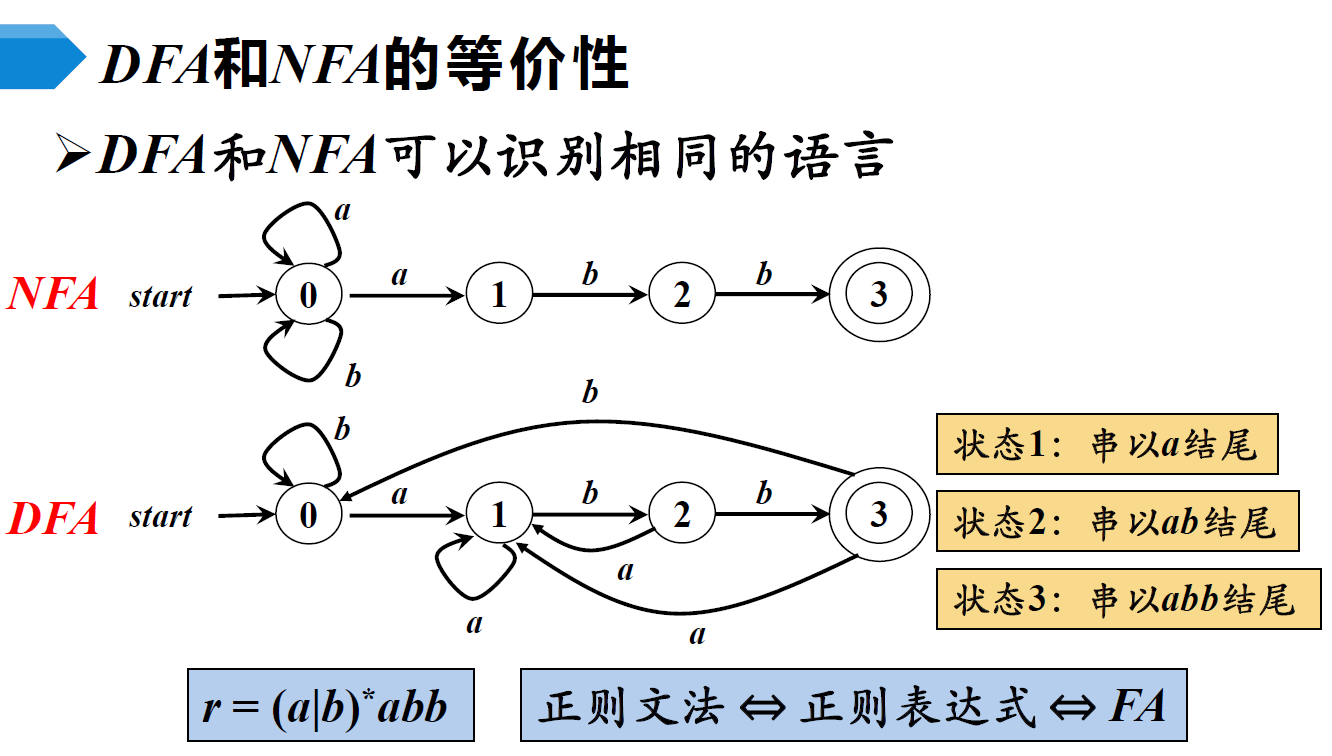 DFA和NFA的等价性
➢DFA和NFA可以识别相同的语言
a
NFA start 0 a 1 b 2 b 3
b
b
b
状态1：串以a结尾
DFA start 0 a 1 b 2 b 3
状态2：串以ab结尾
a
a
a
状态3：串以abb结尾
r = (a|b)*abb
正则文法 ⇔ 正则表达式 ⇔ FA